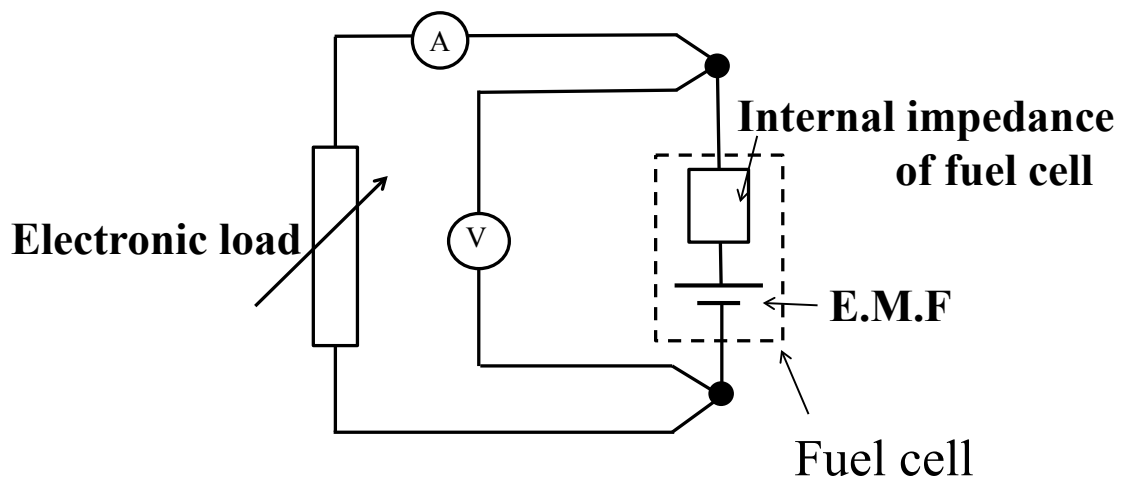 A
Internal impedance
of fuel cell
Electronic load
V
E.M.F
Fuel cell